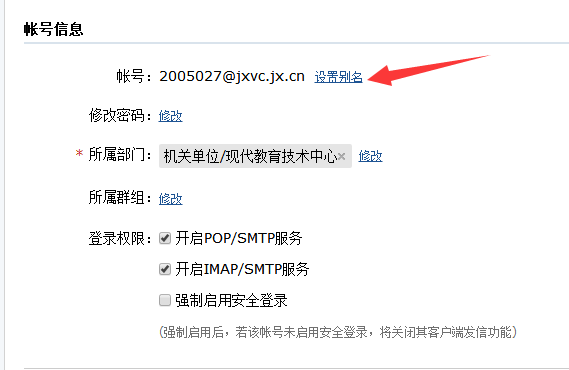 帐号信息
帐号：2005027@jxvc.jx.cn 设置别名
修改密码：修改
* 所属部门：机关单位/现代教育技术中心× 修改
所属群组：修改
登录权限：开启POP/SMTP服务
开启IMAP/SMTP服务
强制启用安全登录
(强制启用后，若该帐号未启用安全登录，将关闭其客户端发信功能)